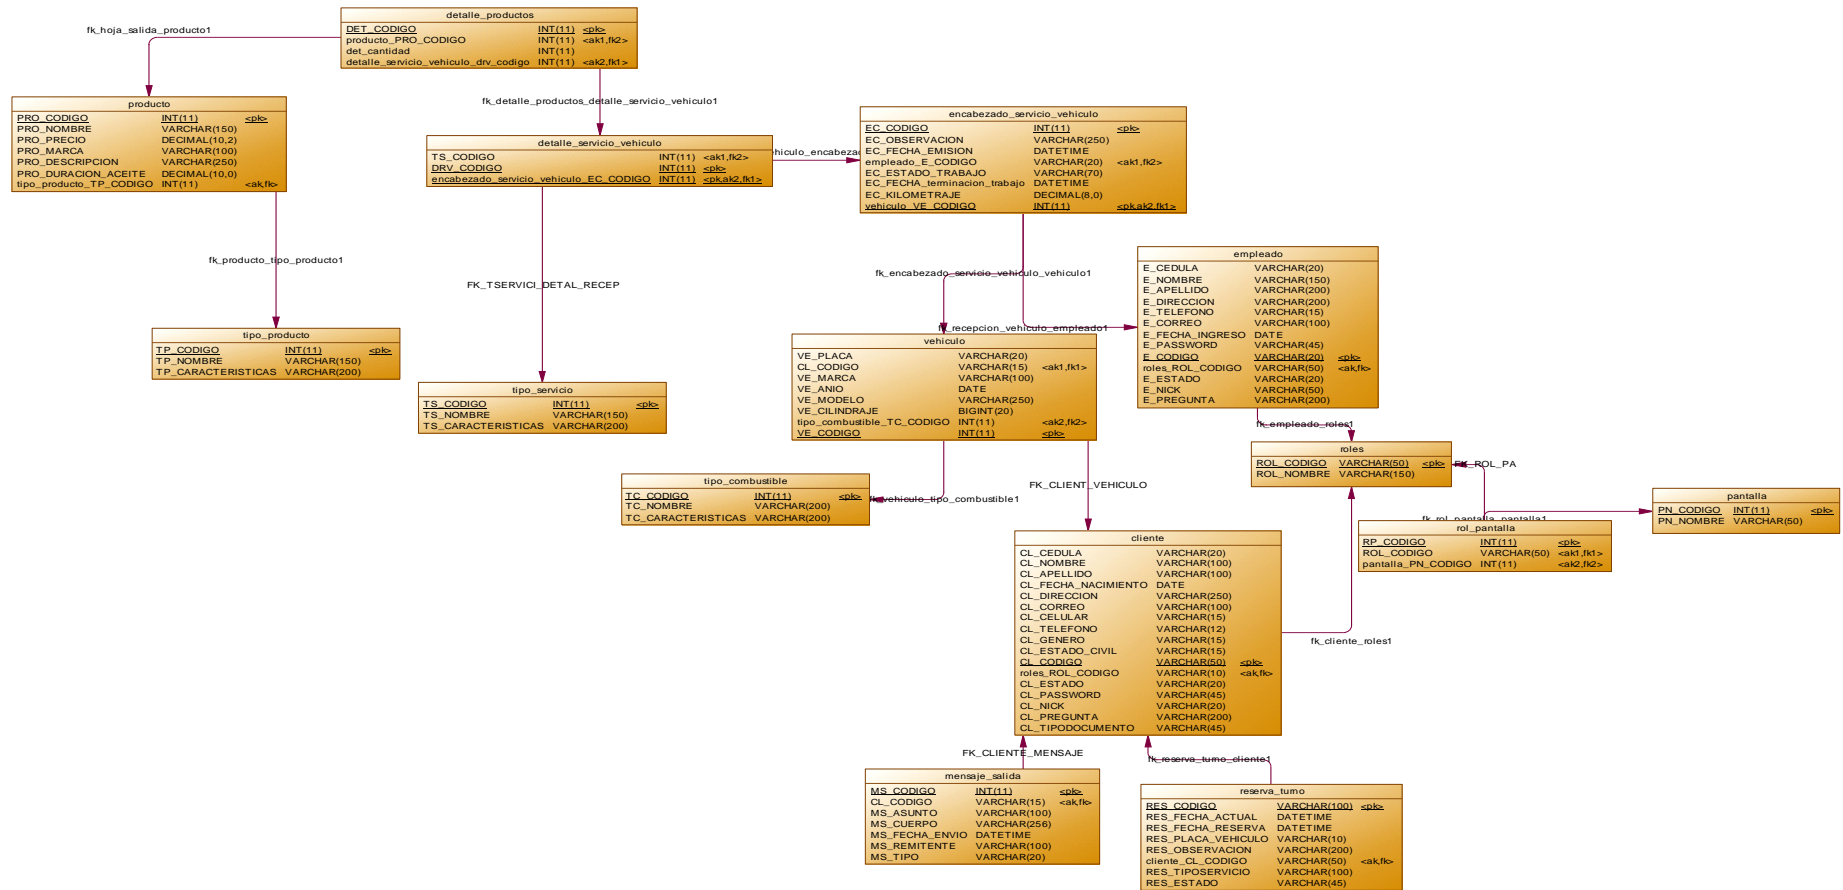 detalle_productos
DET_CODIGO INT(11) <pk>
producto_PRO_CODIGO INT(11) <ak1,fk2>
det_cantidad INT(11)
detalle_servicio_vehiculo_drv_codigo INT(11) <ak2,fk1>
fk_hoja_salida_producto1
fk_detalle_productos_detalle_servicio_vehiculo1
producto
PRO_CODIGO INT(11) <pk>
PRO_NOMBRE VARCHAR(150)
PRO_PRECIO DECIMAL(10,2)
PRO_MARCA VARCHAR(100)
PRO_DESCRIPCION VARCHAR(250)
PRO_DURACION_ACEITE DECIMAL(10,0)
tipo_producto_TP_CODIGO INT(11) <ak,fk>
detalle_servicio_vehiculo
TS_CODIGO INT(11) <ak1,fk2>
DRV_CODIGO INT(11) <pk>
encabezado_servicio_vehiculo_EC_CODIGO INT(11) <pk,ak2,fk1>
hiculo_encabeza
encabezado_servicio_vehiculo
EC_CODIGO INT(11) <pk>
EC_OBSERVACION VARCHAR(250)
EC_FECHA_EMISION DATETIME
empleado_E_CODIGO VARCHAR(20) <ak1,fk2>
EC_ESTADO_TRABAJO VARCHAR(70)
EC_FECHA_terminacion_trabajo DATETIME
EC_KILOMETRAJE DECIMAL(8,0)
vehiculo_VE_CODIGO INT(11) <pk,ak2,fk1>
fk_producto_tipo_producto1
FK_TSERVICI_DETAL_RECEP
fk_encabezado_servicio_vehiculo_vehiculo1
fk_recepcion_vehiculo_empleado1
empleado
E_CEDULA VARCHAR(20)
E_NOMBRE VARCHAR(150)
E_APELLIDO VARCHAR(200)
E_DIRECCION VARCHAR(200)
E_TELEFONO VARCHAR(15)
E_CORREO VARCHAR(100)
E_FECHA_INGRESO DATE
E_PASSWORD VARCHAR(45)
E_CODIGO VARCHAR(20) <pk>
roles_ROL_CODIGO VARCHAR(50) <ak,fk>
E_ESTADO VARCHAR(20)
E_NICK VARCHAR(50)
E_PREGUNTA VARCHAR(200)
tipo_producto
TP_CODIGO INT(11) <pk>
TP_NOMBRE VARCHAR(150)
TP_CARACTERISTICAS VARCHAR(200)
vehiculo
VE_PLACA VARCHAR(20)
CL_CODIGO VARCHAR(15) <ak1,fk1>
VE_MARCA VARCHAR(100)
VE_ANIO DATE
VE_MODELO VARCHAR(250)
VE_CILINDRAJE BIGINT(20)
tipo_combustible_TC_CODIGO INT(11) <ak2,fk2>
VE_CODIGO INT(11) <pk>
tipo_servicio
TS_CODIGO INT(11) <pk>
TS_NOMBRE VARCHAR(150)
TS_CARACTERISTICAS VARCHAR(200)
fk_empleado_roles1
roles
ROL_CODIGO VARCHAR(50) <pk>
ROL_NOMBRE VARCHAR(150)
FK_ROL_PA
tipo_combustible
TC_CODIGO INT(11) <pk>
TC_NOMBRE VARCHAR(200)
TC_CARACTERISTICAS VARCHAR(200)
fk_vehiculo_tipo_combustible1
FK_CLIENT_VEHICULO
pantalla
PN_CODIGO INT(11) <pk>
PN_NOMBRE VARCHAR(50)
fk_rol_pantalla_pantalla1
rol_pantalla
RP_CODIGO INT(11) <pk>
ROL_CODIGO VARCHAR(50) <ak1,fk1>
pantalla_PN_CODIGO INT(11) <ak2,fk2>
cliente
CL_CEDULA VARCHAR(20)
CL_NOMBRE VARCHAR(100)
CL_APELLIDO VARCHAR(100)
CL_FECHA_NACIMIENTO DATE
CL_DIRECCION VARCHAR(250)
CL_CORREO VARCHAR(100)
CL_CELULAR VARCHAR(15)
CL_TELEFONO VARCHAR(12)
CL_GENERO VARCHAR(15)
CL_ESTADO_CIVIL VARCHAR(15)
CL_CODIGO VARCHAR(50) <pk>
roles_ROL_CODIGO VARCHAR(10) <ak,fk>
CL_ESTADO VARCHAR(20)
CL_PASSWORD VARCHAR(45)
CL_NICK VARCHAR(20)
CL_PREGUNTA VARCHAR(200)
CL_TIPODOCUMENTO VARCHAR(45)
fk_cliente_roles1
FK_CLIENTE_MENSAJE
fk_reserva_turno_cliente1
mensaje_salida
MS_CODIGO INT(11) <pk>
CL_CODIGO VARCHAR(15) <ak,fk>
MS_ASUNTO VARCHAR(100)
MS_CUERPO VARCHAR(256)
MS_FECHA_ENVIO DATETIME
MS_REMITENTE VARCHAR(100)
MS_TIPO VARCHAR(20)
reserva_turno
RES_CODIGO VARCHAR(100) <pk>
RES_FECHA_ACTUAL DATETIME
RES_FECHA_RESERVA DATETIME
RES_PLACA_VEHICULO VARCHAR(10)
RES_OBSERVACION VARCHAR(200)
cliente_CL_CODIGO VARCHAR(50) <ak,fk>
RES_TIPOSERVICIO VARCHAR(100)
RES_ESTADO VARCHAR(45)